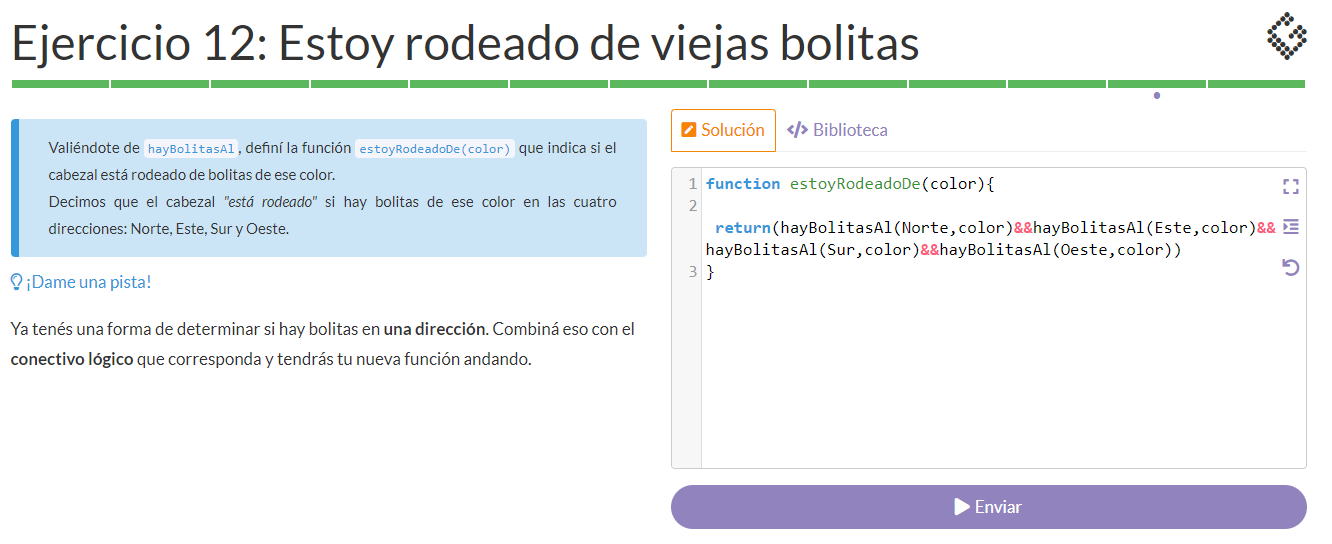 Ejercicio 12: Estoy rodeado de viejas bolitas
Valiéndote de hayBolitasAl, definí la función estoyRodeadoDe(color) que indica si el
cabezal está rodeado de bolitas de ese color.
Decimos que el cabezal "está rodeado" si hay bolitas de ese color en las cuatro
direcciones: Norte, Este, Sur y Oeste.
¡Dame una pista!
Ya tenés una forma de determinar si hay bolitas en una dirección. Combiná eso con el
conectivo lógico que corresponda y tendrás tu nueva función andando.
Solución
</> Biblioteca
1 function estoyRodeadoDe(color){
2
return(hayBolitasAl(Norte,color)&&hayBolitasAl(Este,color)&&
hayBolitasAl(Sur,color)&&hayBolitasAl(Oeste,color))
3 }
Enviar